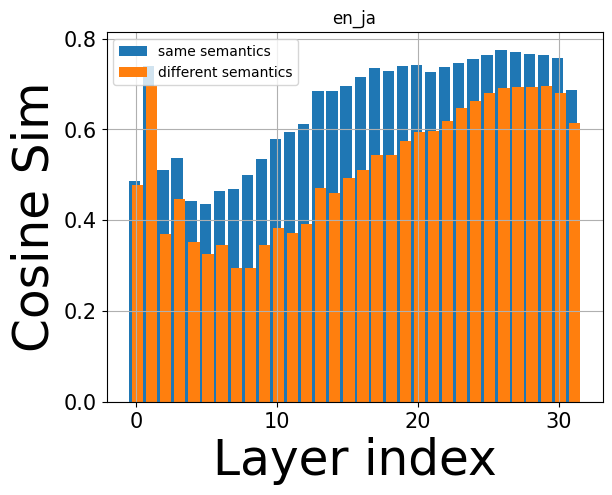 en_ja
same semantics
different semantics
Cosine Sim
0.8
0.6
0.4
0.2
0.0
0 10 20 30
Layer index